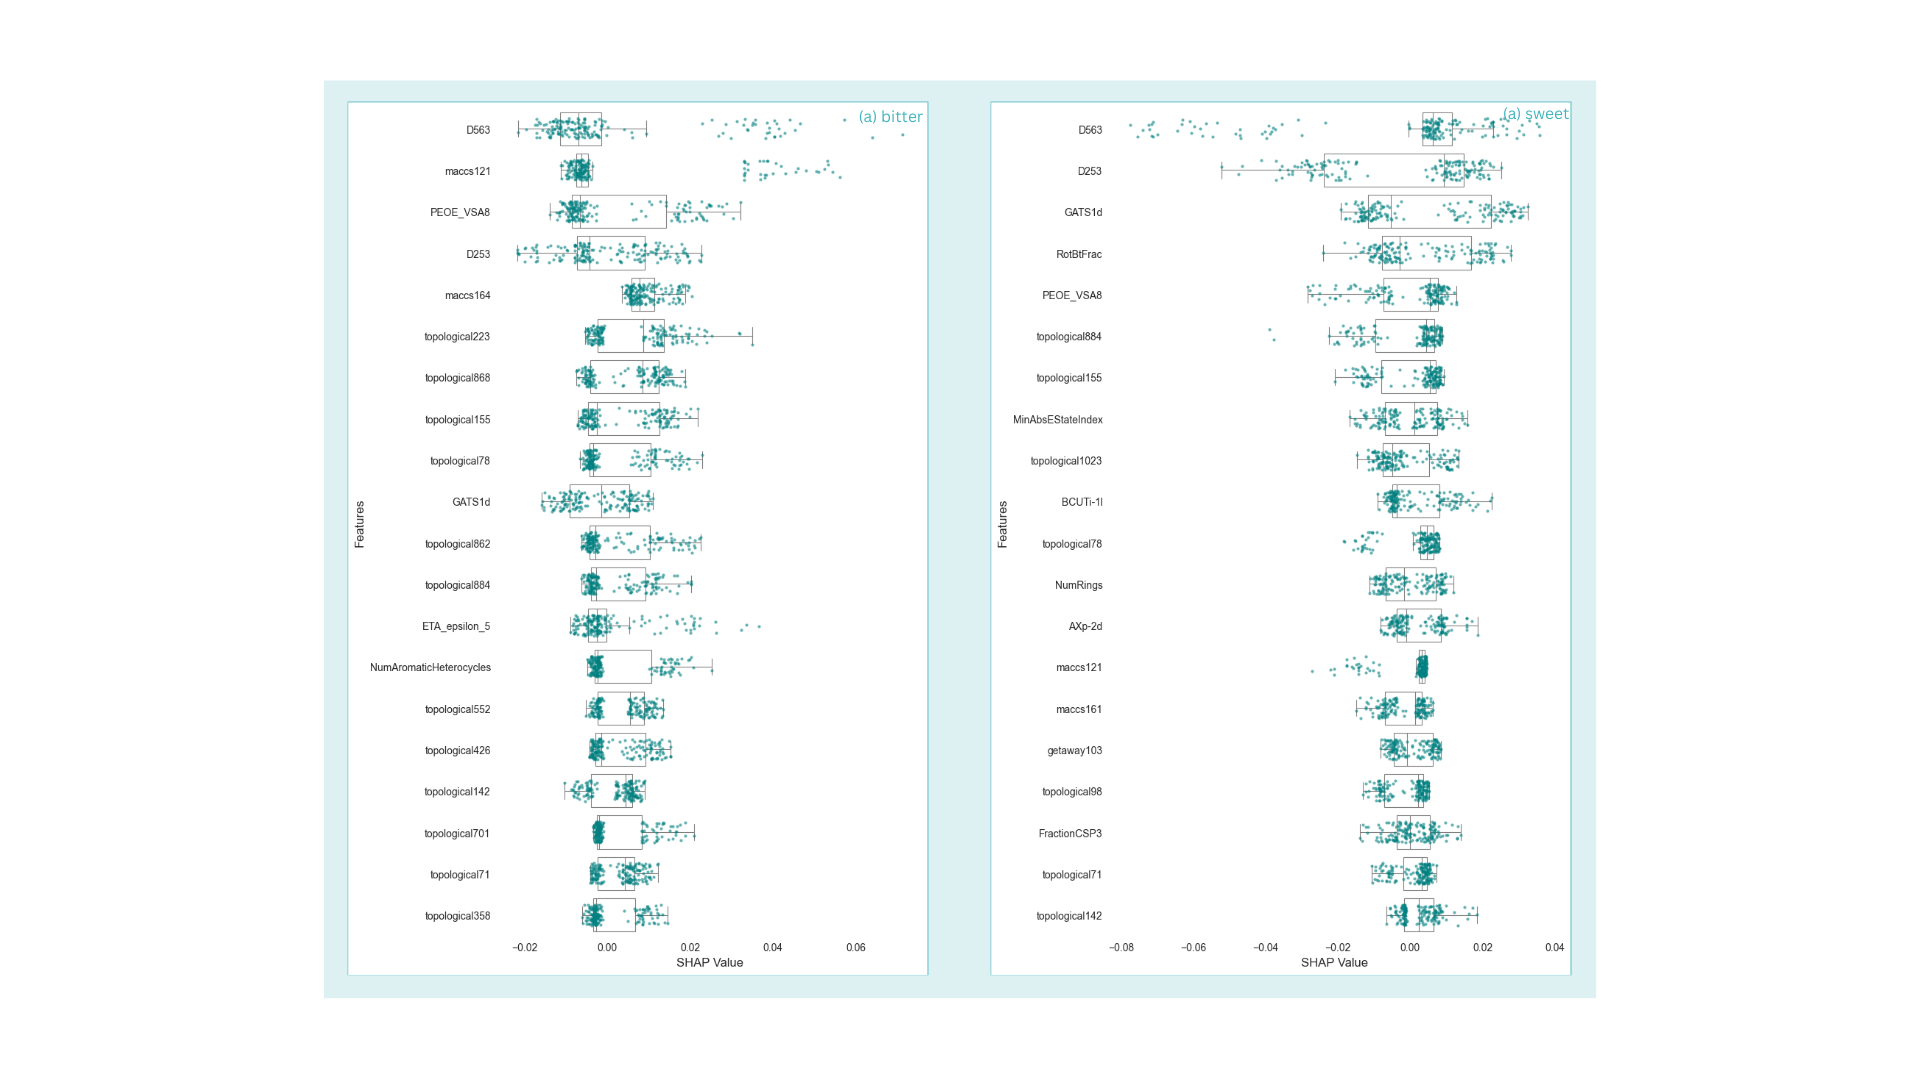 (a) bitter
D563
maccs121
PEOE_VSA8
D253
maccs164
topological223
topological868
topological155
topological78
GATS1d
topological862
topological884
ETA_epsilon_5
NumAromaticHeterocycles
topological552
topological426
topological142
topological701
topological71
topological358
Features
−0.02 0.00 0.02 0.04 0.06
SHAP Value
(a) sweet
D563
D253
GATS1d
RotBtFrac
PEOE_VSA8
topological884
topological155
MinAbsEStateIndex
topological1023
BCUTi-1l
topological78
NumRings
AXp-2d
maccs121
maccs161
getaway103
topological98
FractionCSP3
topological71
topological142
Features
−0.08 −0.06 −0.04 −0.02 0.00 0.02 0.04
SHAP Value